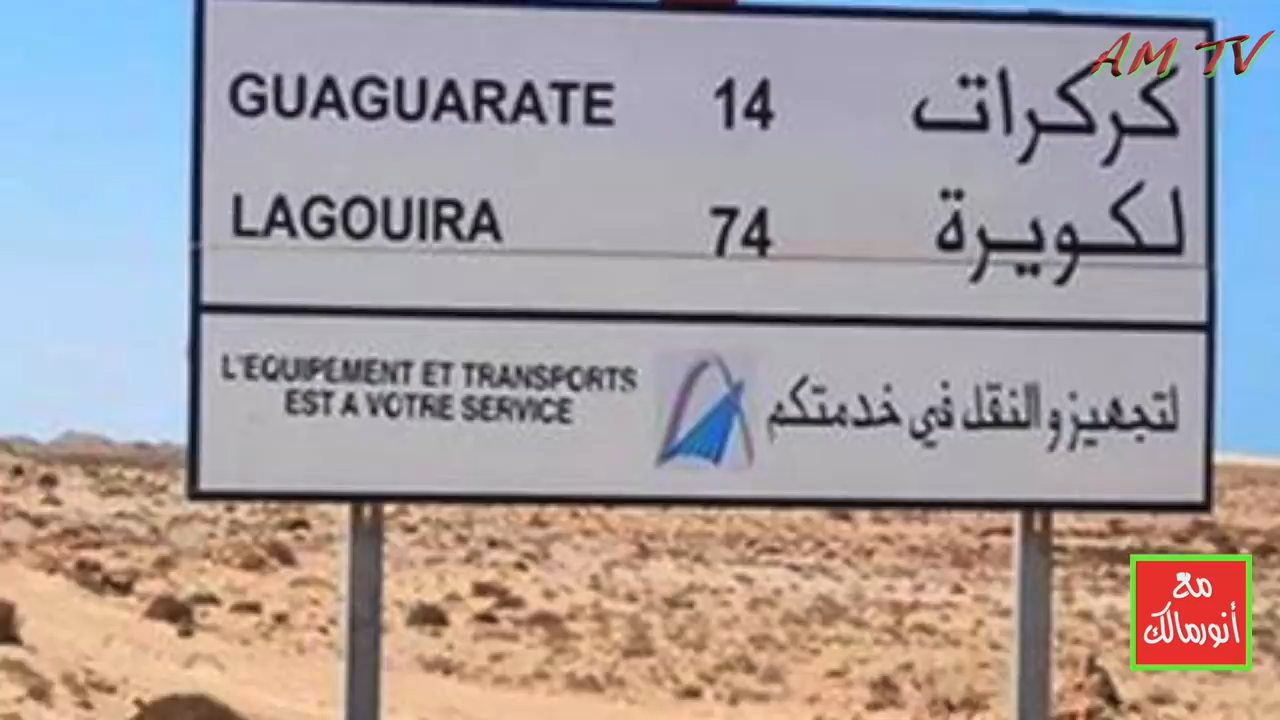 AM TV
GUAGUARATE 14 كركرات
LAGOUIRA 74 لكويرة
L'EQUIPEMENT ET TRANSPORTS
EST A VOTRE SERVICE
لتجهيز والنقل في خدمتكم
مع
أنورمالك